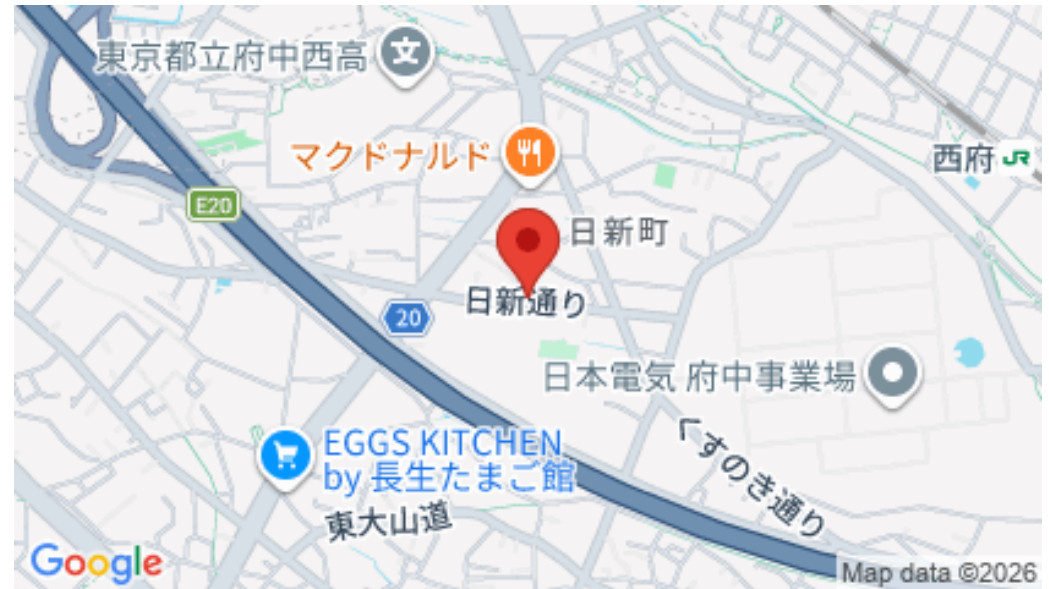 東京都立府中西高
マクドナルド
西府
E20
日新町
日新通り
20
日本電気 府中事業場
EGGS KITCHEN
by 長生たまご館
くすのき通り
東大山道
Google
Map data ©2026